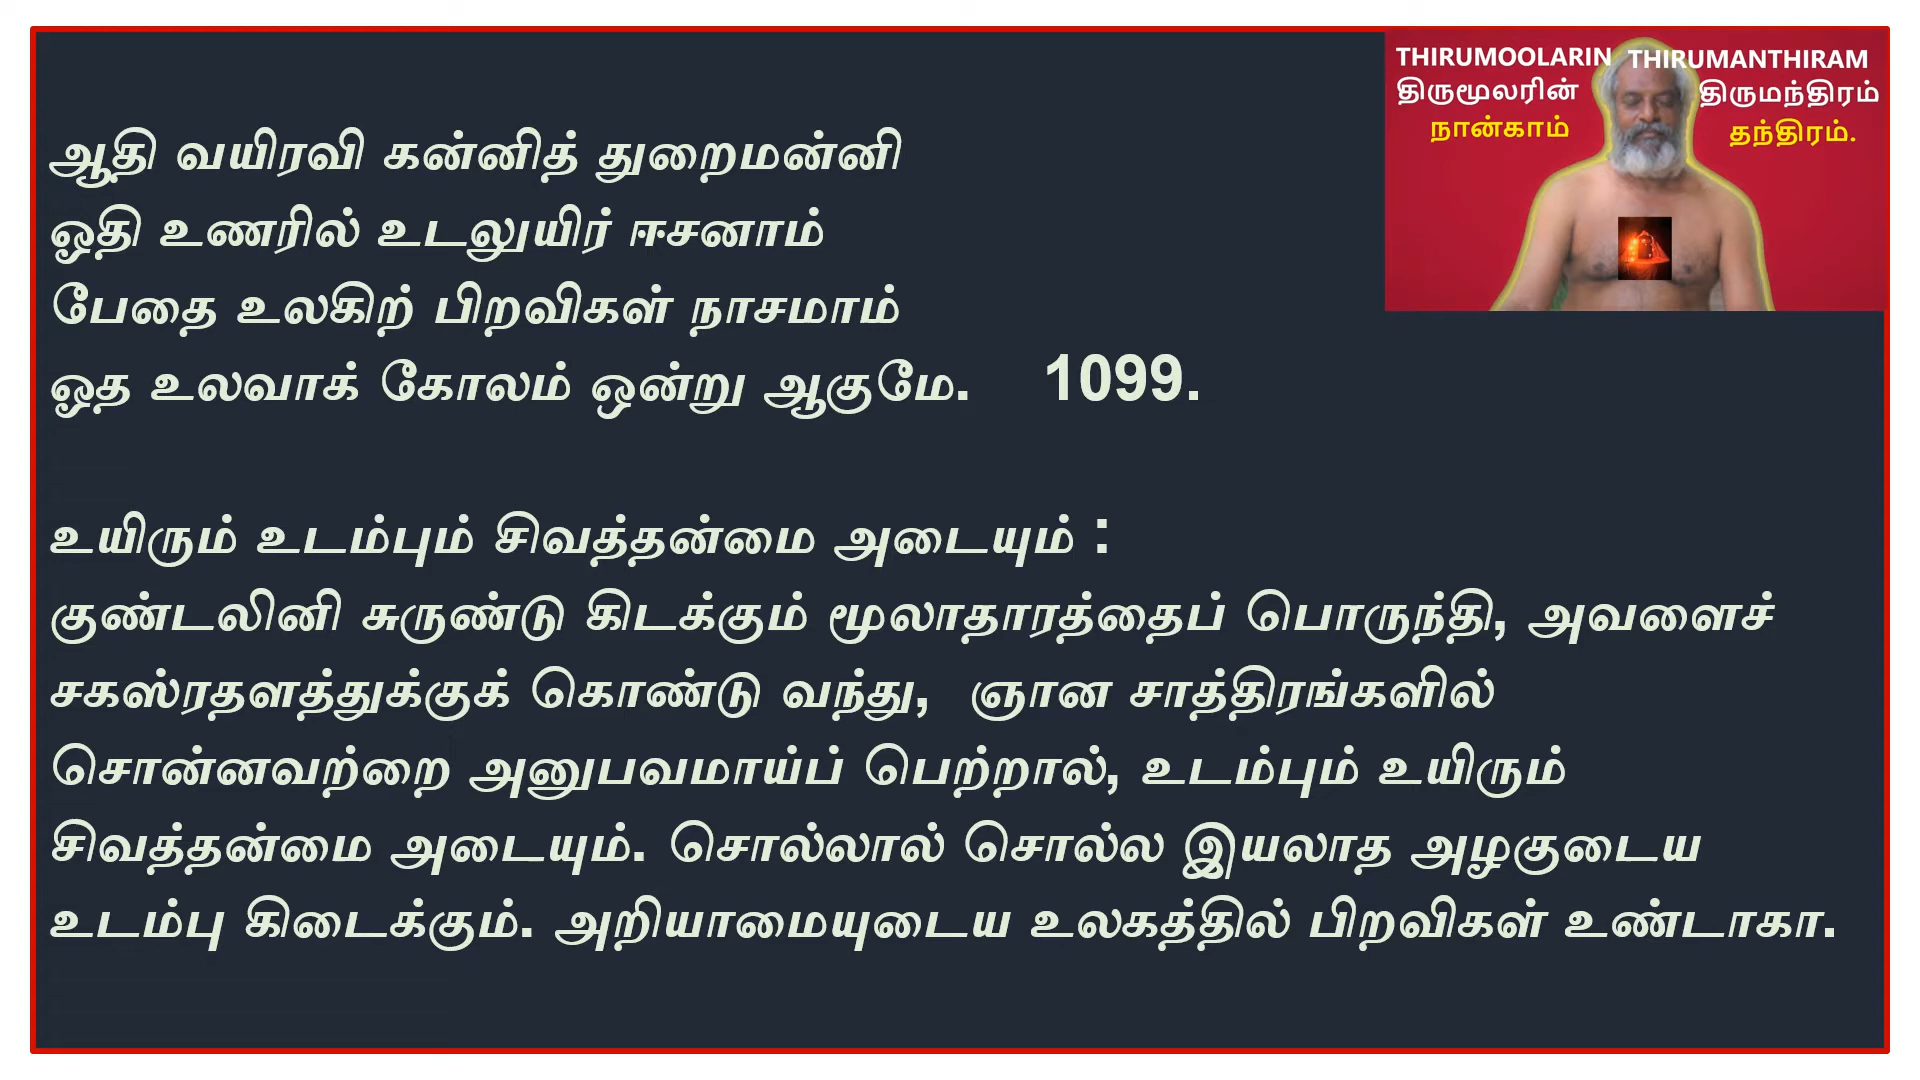 THIRUMOOLARIN THIRUMANTHIRAM
திருமூலரின் திருமந்திரம்
நான்காம் தந்திரம்.
ஆதி வயிரவி கன்னித் துறைமன்னி
ஓதி உணரில் உடலுயிர் ஈசனாம்
பேதை உலகிற் பிறவிகள் நாசமாம்
ஓத உலவாக் கோலம் ஒன்று ஆகுமே. 1099.
உயிரும் உடம்பும் சிவத்தன்மை அடையும் :
குண்டலினி சுருண்டு கிடக்கும் மூலாதாரத்தைப் பொருந்தி, அவளைச்
சகஸ்ரதளத்துக்குக் கொண்டு வந்து, ஞான சாத்திரங்களில்
சொன்னவற்றை அனுபவமாய்ப் பெற்றால், உடம்பும் உயிரும்
சிவத்தன்மை அடையும். சொல்லால் சொல்ல இயலாத அழகுடைய
உடம்பு கிடைக்கும். அறியாமையுடைய உலகத்தில் பிறவிகள் உண்டாகா.